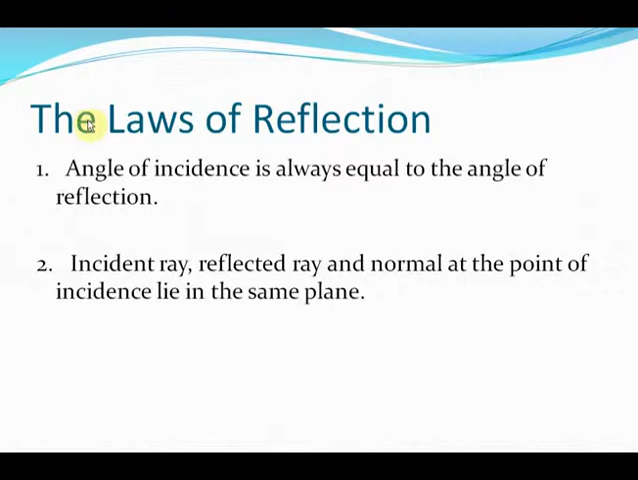 The Laws of Reflection
1. Angle of incidence is always equal to the angle of
reflection.
2. Incident ray, reflected ray and normal at the point of
incidence lie in the same plane.